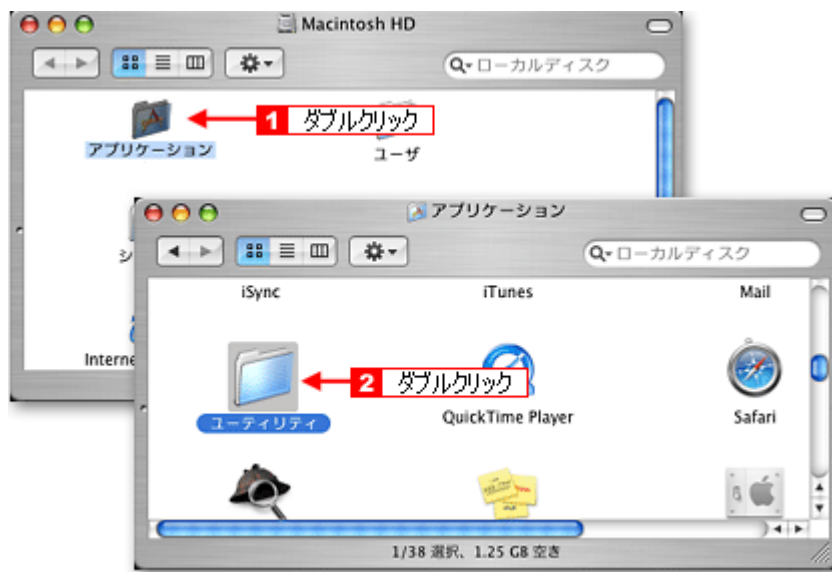 Macintosh HD
ローカルディスク
1 ダブルクリック
アプリケーション
ユーザ
アプリケーション
ローカルディスク
シ
iSync
iTunes
Mail
Interne
2 ダブルクリック
ユーティリティ
QuickTime Player
Safari
1/38 選択、1.25 GB 空き